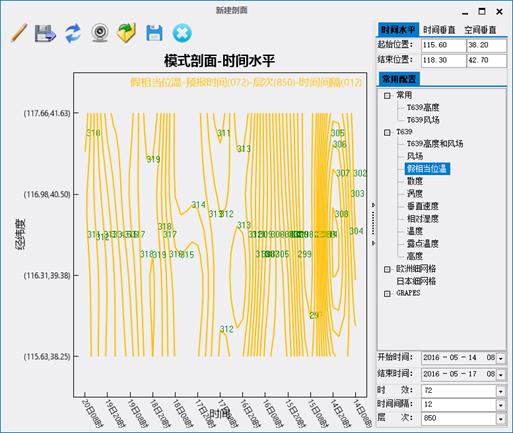 新建剖面
模式剖面-时间水平
假相当位温-预报时间(072)-层次(850)-时间间隔(012)
(117.66,41.63)
(116.98,40.50)
(116.31,39.38)
(115.63,38.25)
经纬度
310
311
313
319
305
306
307
302
303
314
313
312
308
304
318
317
318
319
315
299
312
20日08时
19日20时
19日08时
18日20时
18日08时
17日20时
17日08时
16日20时
16日08时
15日20时
15日08时
14日20时
14日08时
时间
时间水平 时间垂直 空间垂直
起始位置: 115.60 38.20
结束位置: 118.30 42.70
常用配置
常用
T639高度
T639风场
T639
T639高度和风场
风场
假相当位温
散度
涡度
垂直速度
相对湿度
温度
露点温度
高度
欧洲细网格
日本细网格
GRAPES
开始时间: 2016 -05 - 14 08
结束时间: 2016 -05 - 17 08
时 效: 72
时间间隔: 12
层 次: 850